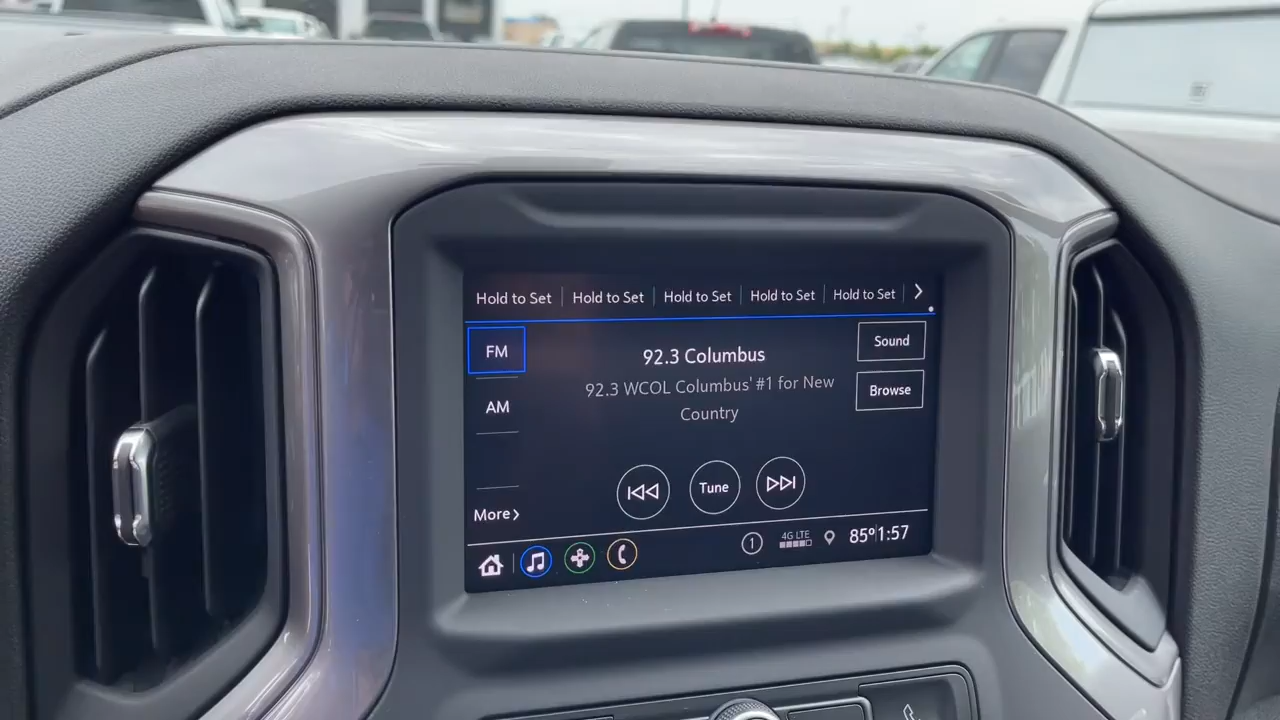 Hold to Set Hold to Set Hold to Set Hold to Set Hold to Set
FM
92.3 Columbus
Sound
92.3 WCOL Columbus' #1 for New
Country
Browse
AM
Tune
More
1 4G LTE 85° 1:57